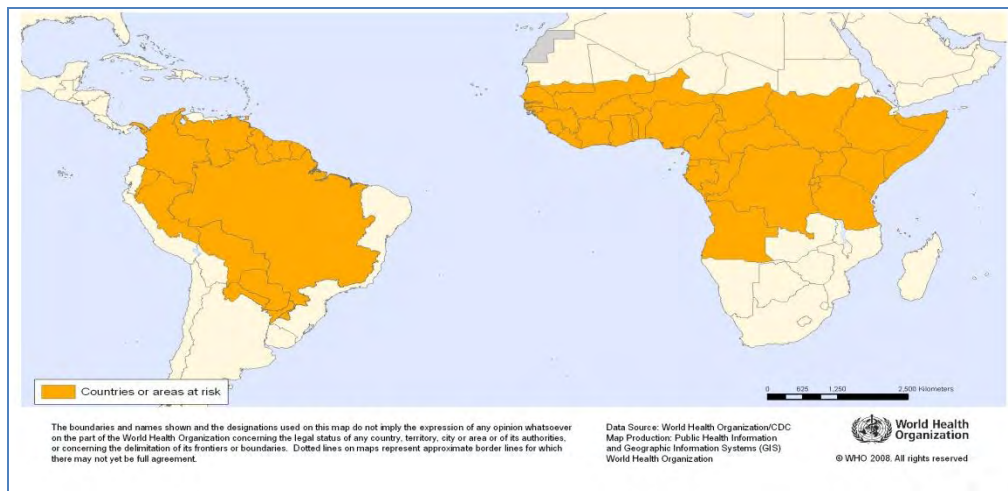 Countries or areas at risk
0 625 1,250 2,500 Kilometers
The boundaries and names shown and the designations used on this map do not imply the expression of any opinion whatsoever
on the part of the World Health Organization concerning the legal status of any country, territory, city or area or of its authorities,
or concerning the delimitation of its frontiers or boundaries. Dotted lines on maps represent approximate border lines for which
there may not yet be full agreement.
Data Source: World Health Organization/CDC
Map Production: Public Health Information
and Geographic Information Systems (GIS)
World Health Organization
World Health
Organization
© WHO 2008. All rights reserved